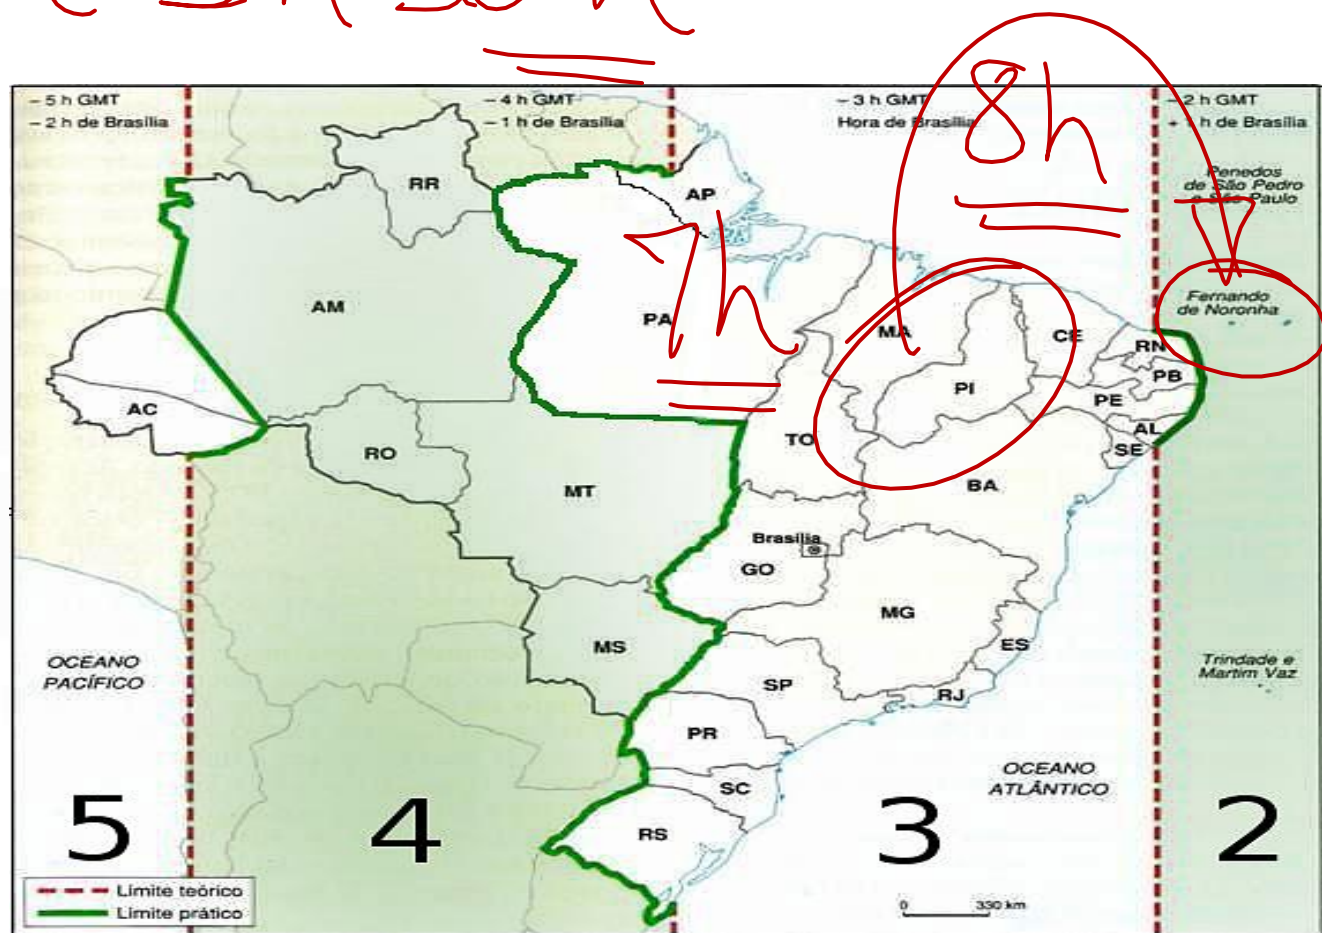 – 5 h GMT
– 2 h de Brasília
– 4 h GMT
– 1 h de Brasília
– 3 h GMT
Hora de Brasília
– 2 h GMT
+ 1 h de Brasília
8h
Penedos
de São Pedro
e São Paulo
RR
AP
7h
Fernando
de Noronha
AM
PA
MA
CE
RN
PB
PI
PE
AL
SE
AC
RO
TO
MT
BA
Brasília
GO
MG
ES
MS
SP
RJ
OCEANO
PACÍFICO
Trindade e
Martim Vaz
PR
SC
OCEANO
ATLÂNTICO
RS
5
4
3
2
Limite teórico
Limite prático
0 330 km